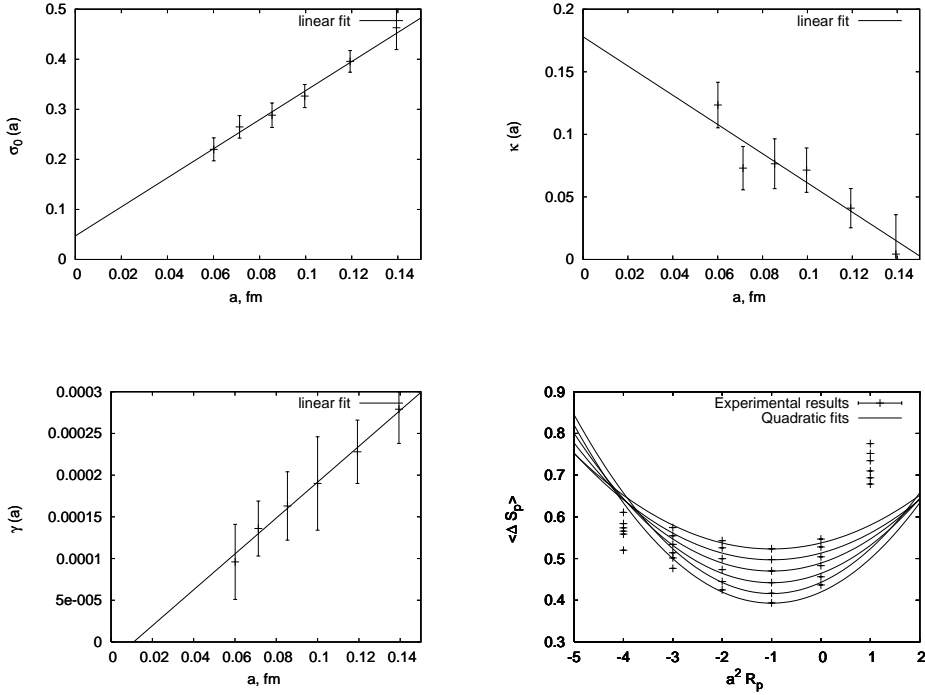 0.5
0.4
0.3
0.2
0.1
0
0 0.02 0.04 0.06 0.08 0.1 0.12 0.14
σ0 (a)
a, fm
linear fit
0.2
0.15
0.10
0.05
0
0 0.02 0.04 0.06 0.08 0.1 0.12 0.14
κ (a)
a, fm
linear fit
0.0003
0.00025
0.0002
0.00015
0.0001
5e-005
0
0 0.02 0.04 0.06 0.08 0.1 0.12 0.14
γ (a)
a, fm
linear fit
0.9
0.8
0.7
0.6
0.5
0.4
0.3
-5 -4 -3 -2 -1 0 1 2
<Δ Sp>
a² Rp
Experimental results
Quadratic fits